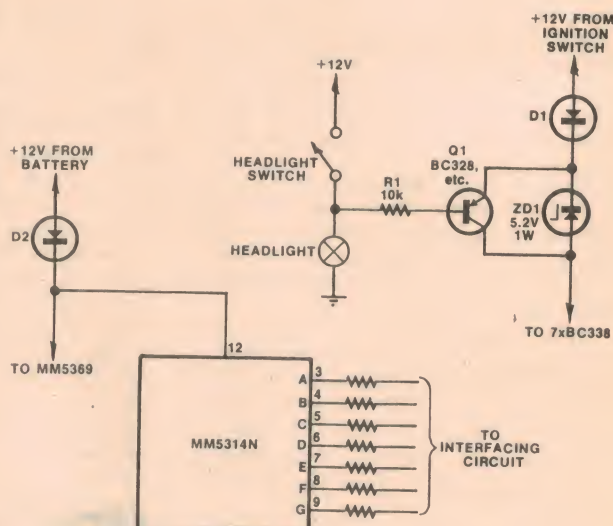 +12V FROM
IGNITION
SWITCH
+12V
D1
+12V FROM
BATTERY
HEADLIGHT
SWITCH
Q1
BC328,
etc.
R1
10k
ZD1
5.2V
1W
D2
HEADLIGHT
TO MM5369
TO 7xBC338
12
MM5314N
A 3
B 4
C 5
D 6
E 7
F 8
G 9
TO
INTERFACING
CIRCUIT